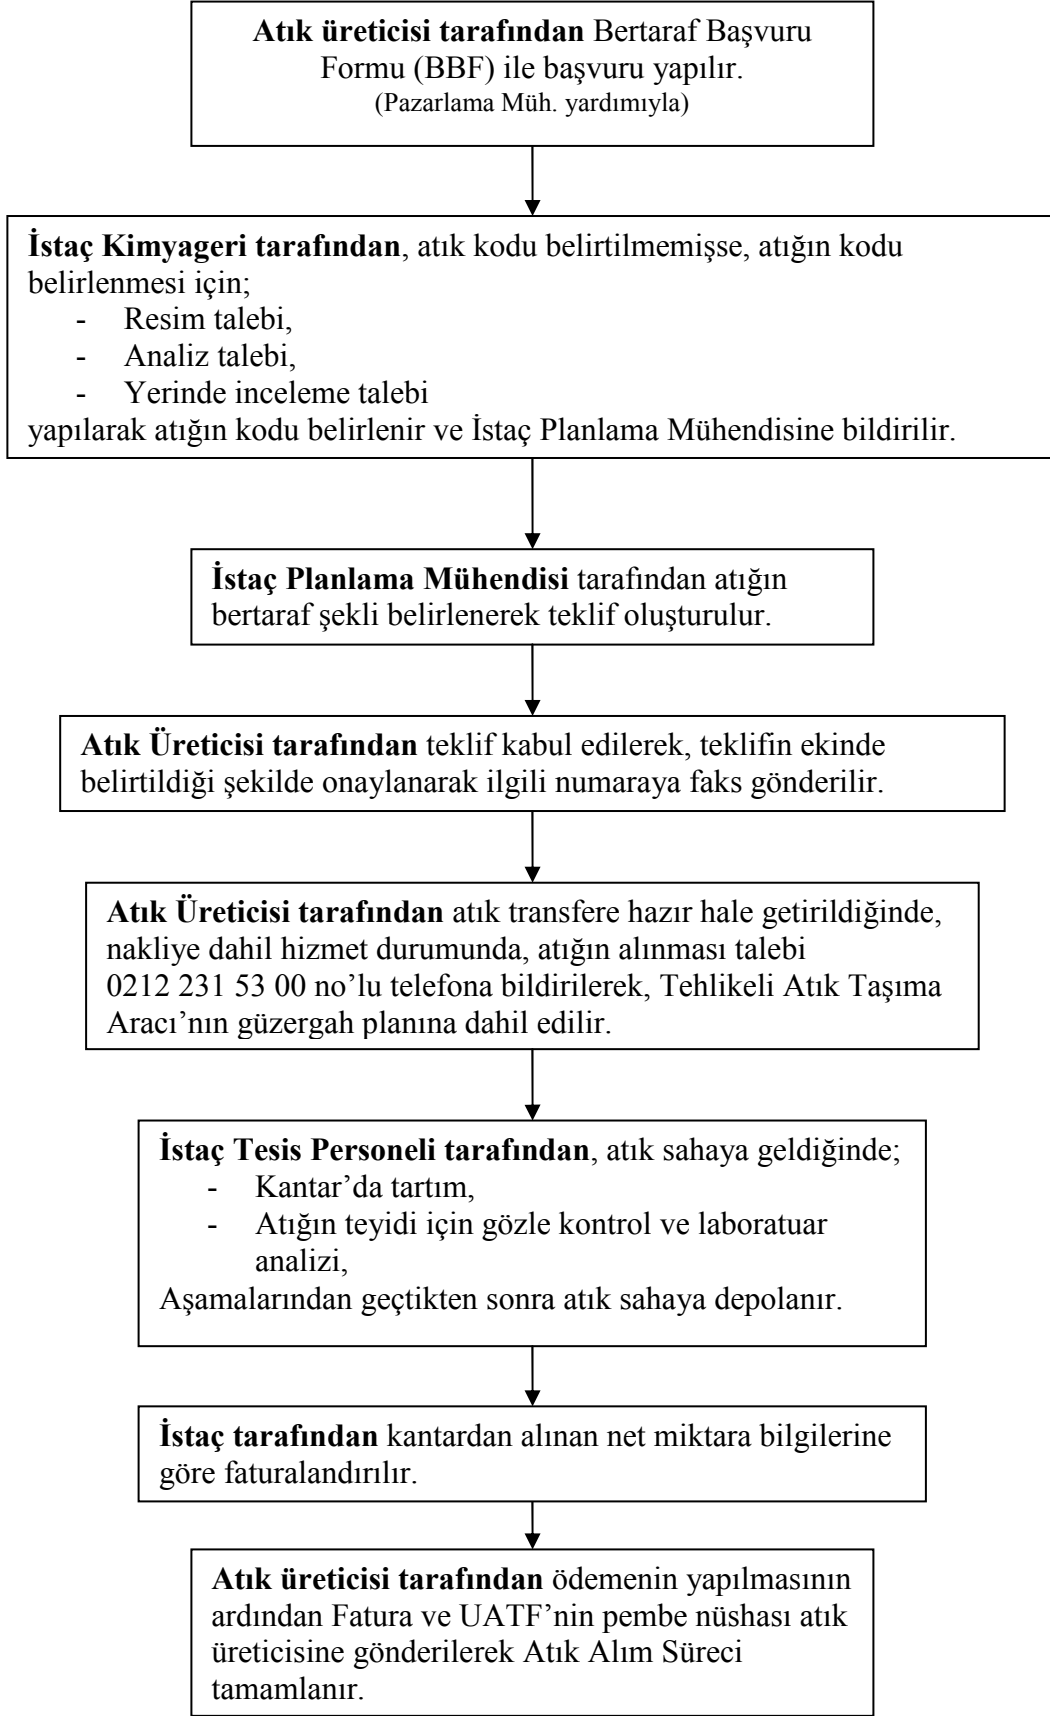 Atık üreticisi tarafından Bertaraf Başvuru
Formu (BBF) ile başvuru yapılır.
(Pazarlama Müh. yardımıyla)
İstaç Kimyageri tarafından, atık kodu belirtilmemişse, atığın kodu
belirlenmesi için;
- Resim talebi,
- Analiz talebi,
- Yerinde inceleme talebi
yapılarak atığın kodu belirlenir ve İstaç Planlama Mühendisine bildirilir.
İstaç Planlama Mühendisi tarafından atığın
bertaraf şekli belirlenerek teklif oluşturulur.
Atık Üreticisi tarafından teklif kabul edilerek, teklifin ekinde
belirtildiği şekilde onaylanarak ilgili numaraya faks gönderilir.
Atık Üreticisi tarafından atık transfere hazır hale getirildiğinde,
nakliye dahil hizmet durumunda, atığın alınması talebi
0212 231 53 00 no’lu telefona bildirilerek, Tehlikeli Atık Taşıma
Aracı’nın güzergah planına dahil edilir.
İstaç Tesis Personeli tarafından, atık sahaya geldiğinde;
- Kantar’da tartım,
- Atığın teyidi için gözle kontrol ve laboratuar
analizi,
Aşamalarından geçtikten sonra atık sahaya depolanır.
İstaç tarafından kantardan alınan net miktara bilgilerine
göre faturalandırılır.
Atık üreticisi tarafından ödemenin yapılmasının
ardından Fatura ve UATF’nin pembe nüshası atık
üreticisine gönderilerek Atık Alım Süreci
tamamlanır.